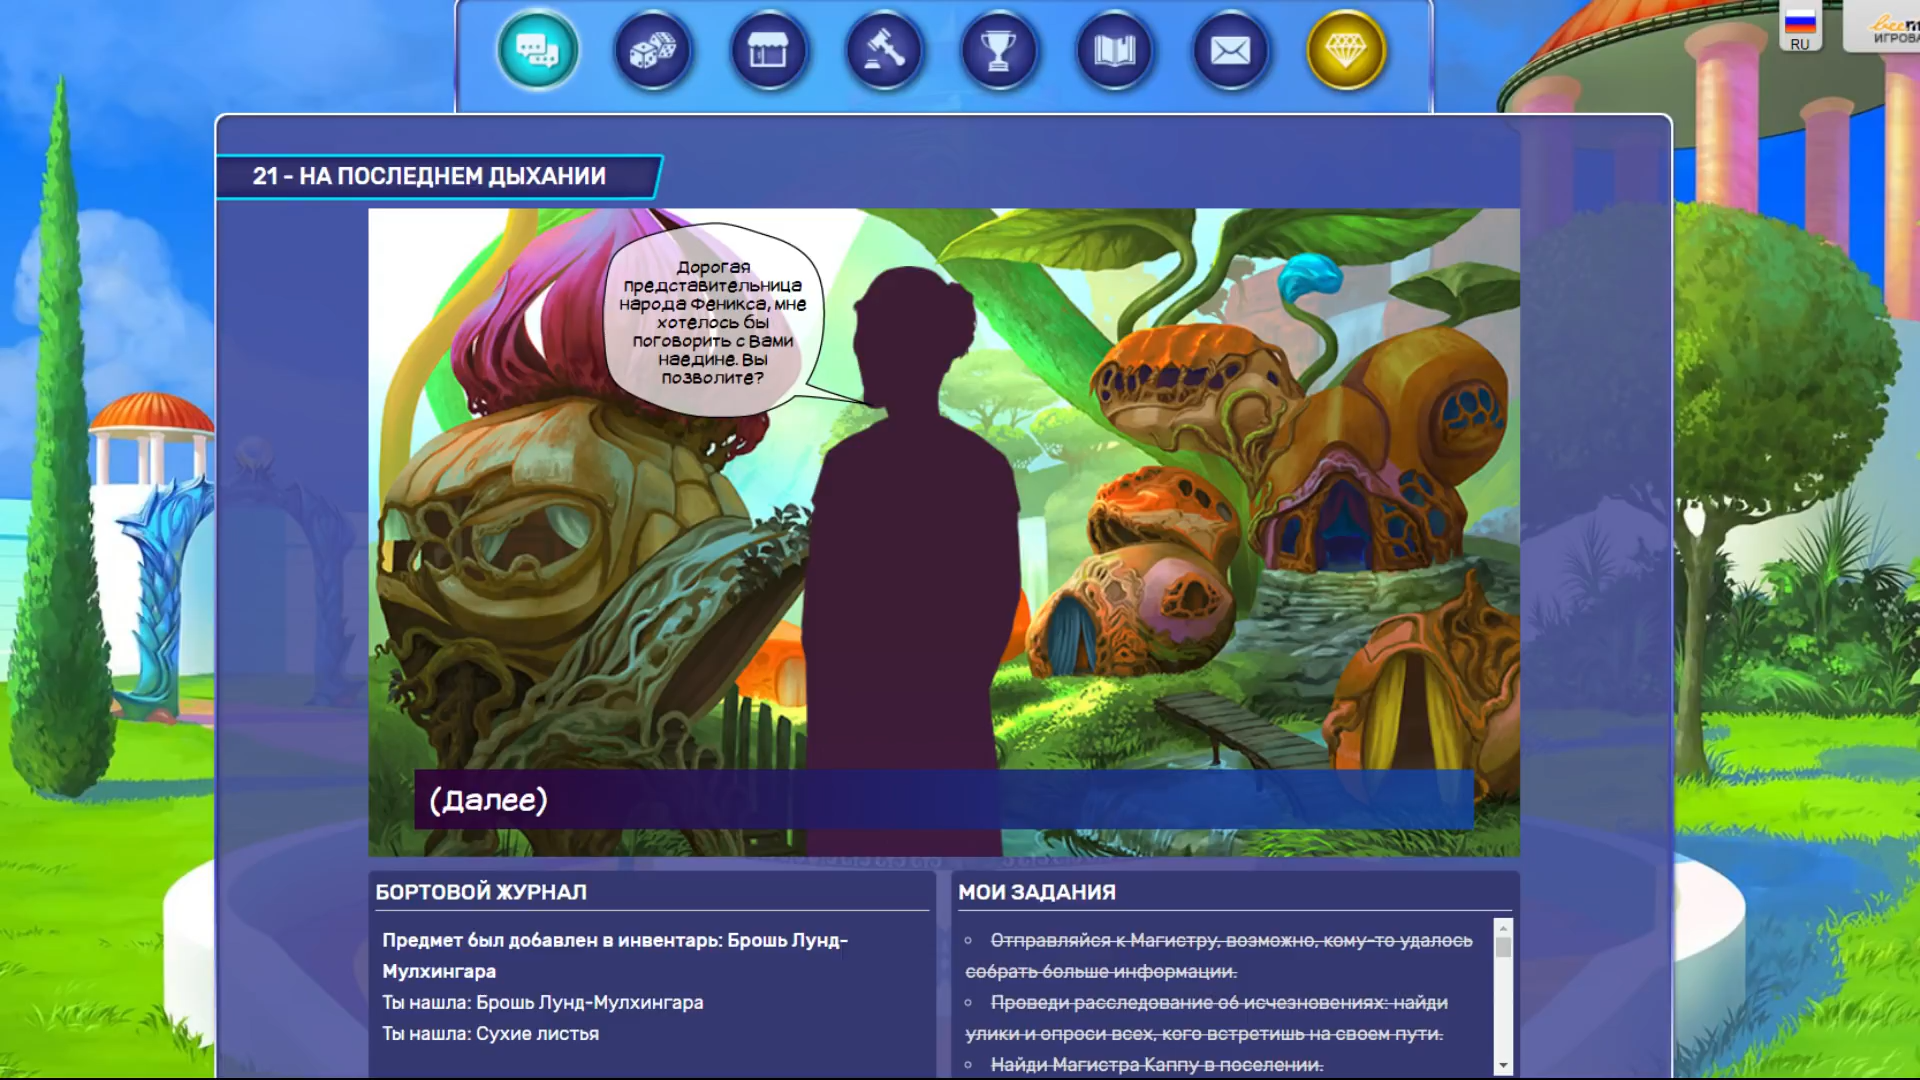 RU
21 - НА ПОСЛЕДНЕМ ДЫХАНИИ
Дорогая
представительница
народа Феникса, мне
хотелось бы
поговорить с Вами
наедине. Вы
позволите?
(Далее)
БОРТОВОЙ ЖУРНАЛ
Предмет был добавлен в инвентарь: Брошь Лунд-
Мулхингара
Ты нашла: Брошь Лунд-Мулхингара
Ты нашла: Сухие листья
МОИ ЗАДАНИЯ
Отправляйся к Магистру, возможно, кому-то удалось
собрать больше информации.
Проведи расследование об исчезновениях: найди
улики и опроси всех, кого встретишь на своем пути.
Найди Магистра Каппу в поселении.